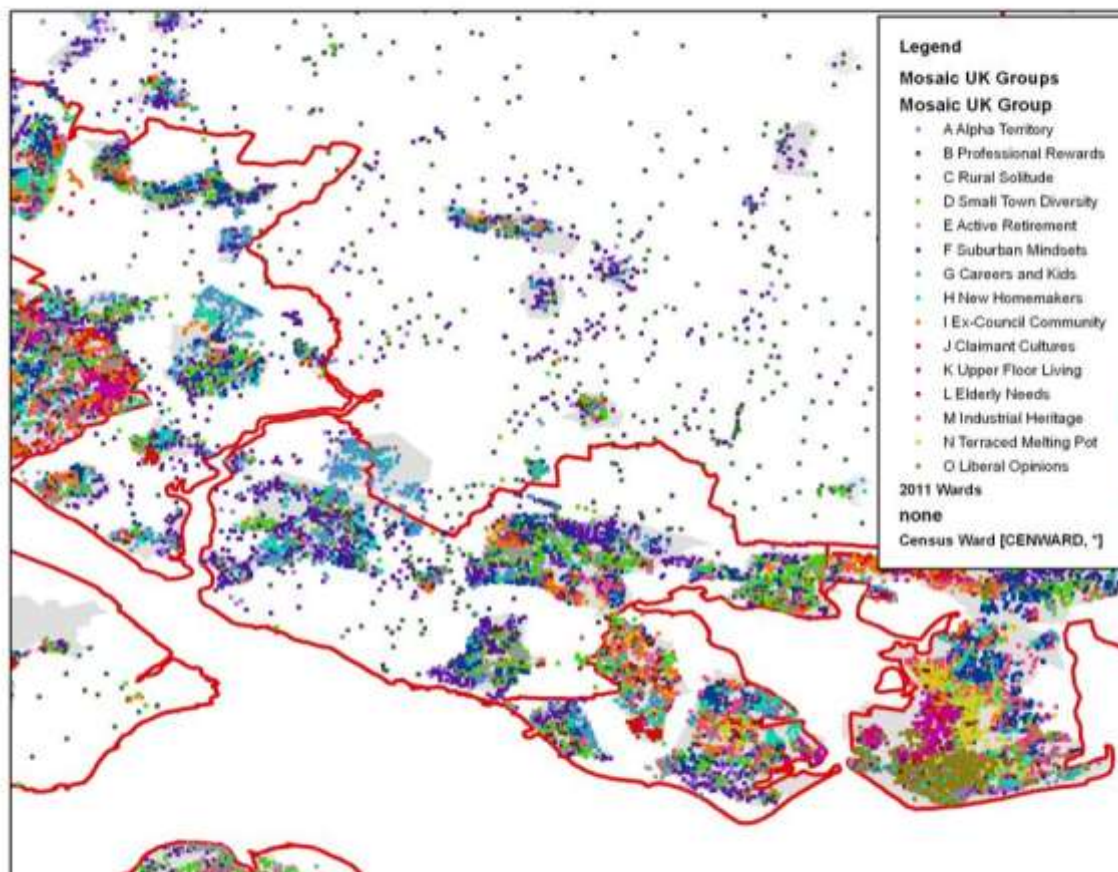 Legend
Mosaic UK Groups
Mosaic UK Group
A Alpha Territory
B Professional Rewards
C Rural Solitude
D Small Town Diversity
E Active Retirement
F Suburban Mindsets
G Careers and Kids
H New Homemakers
I Ex-Council Community
J Claimant Cultures
K Upper Floor Living
L Elderly Needs
M Industrial Heritage
N Terraced Melting Pot
O Liberal Opinions
2011 Wards
none
Census Ward [CENWARD, *]